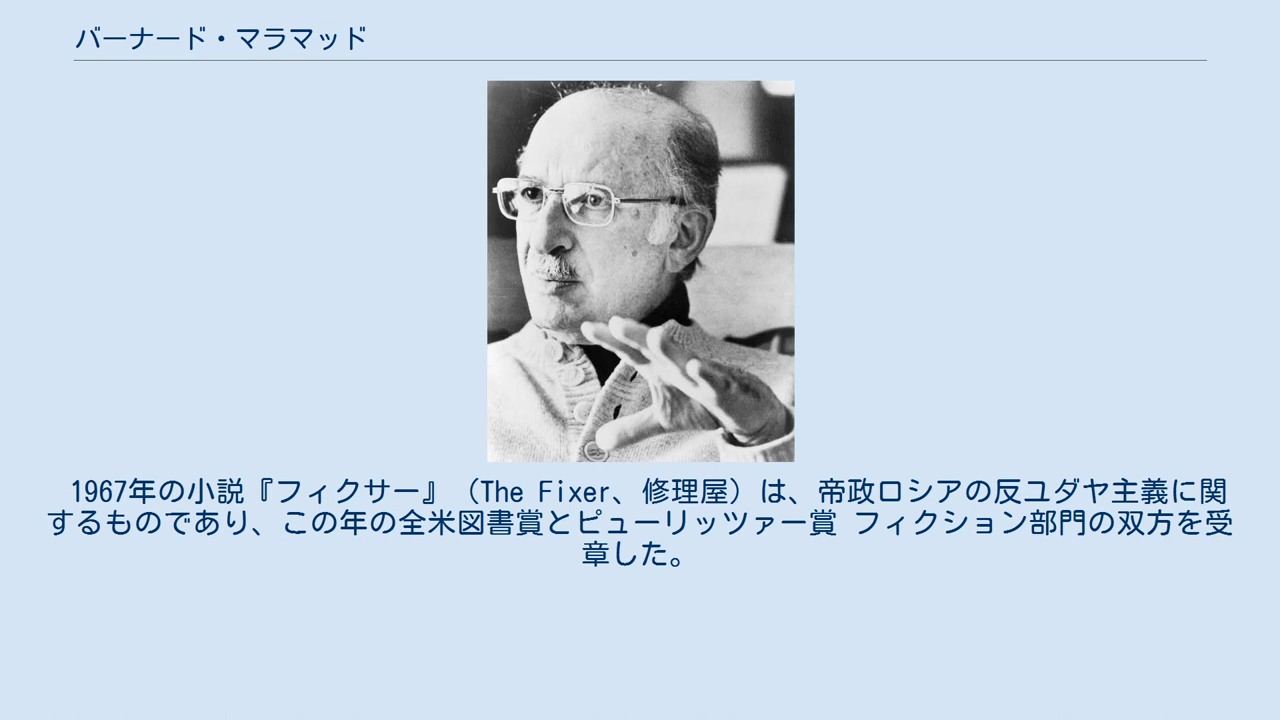 バーナード・マラマッド
1967年の小説『フィクサー』（The Fixer、修理屋）は、帝政ロシアの反ユダヤ主義に関
するものであり、この年の全米図書賞とピューリッツァー賞 フィクション部門の双方を受
章した。